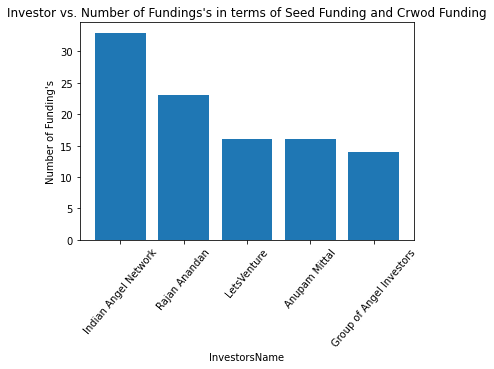 Investor vs. Number of Fundings's in terms of Seed Funding and Crwod Funding
Number of Funding's
30
25
20
15
10
5
0
Indian Angel Network
Rajan Anandan
LetsVenture
Anupam Mittal
Group of Angel Investors
InvestorsName